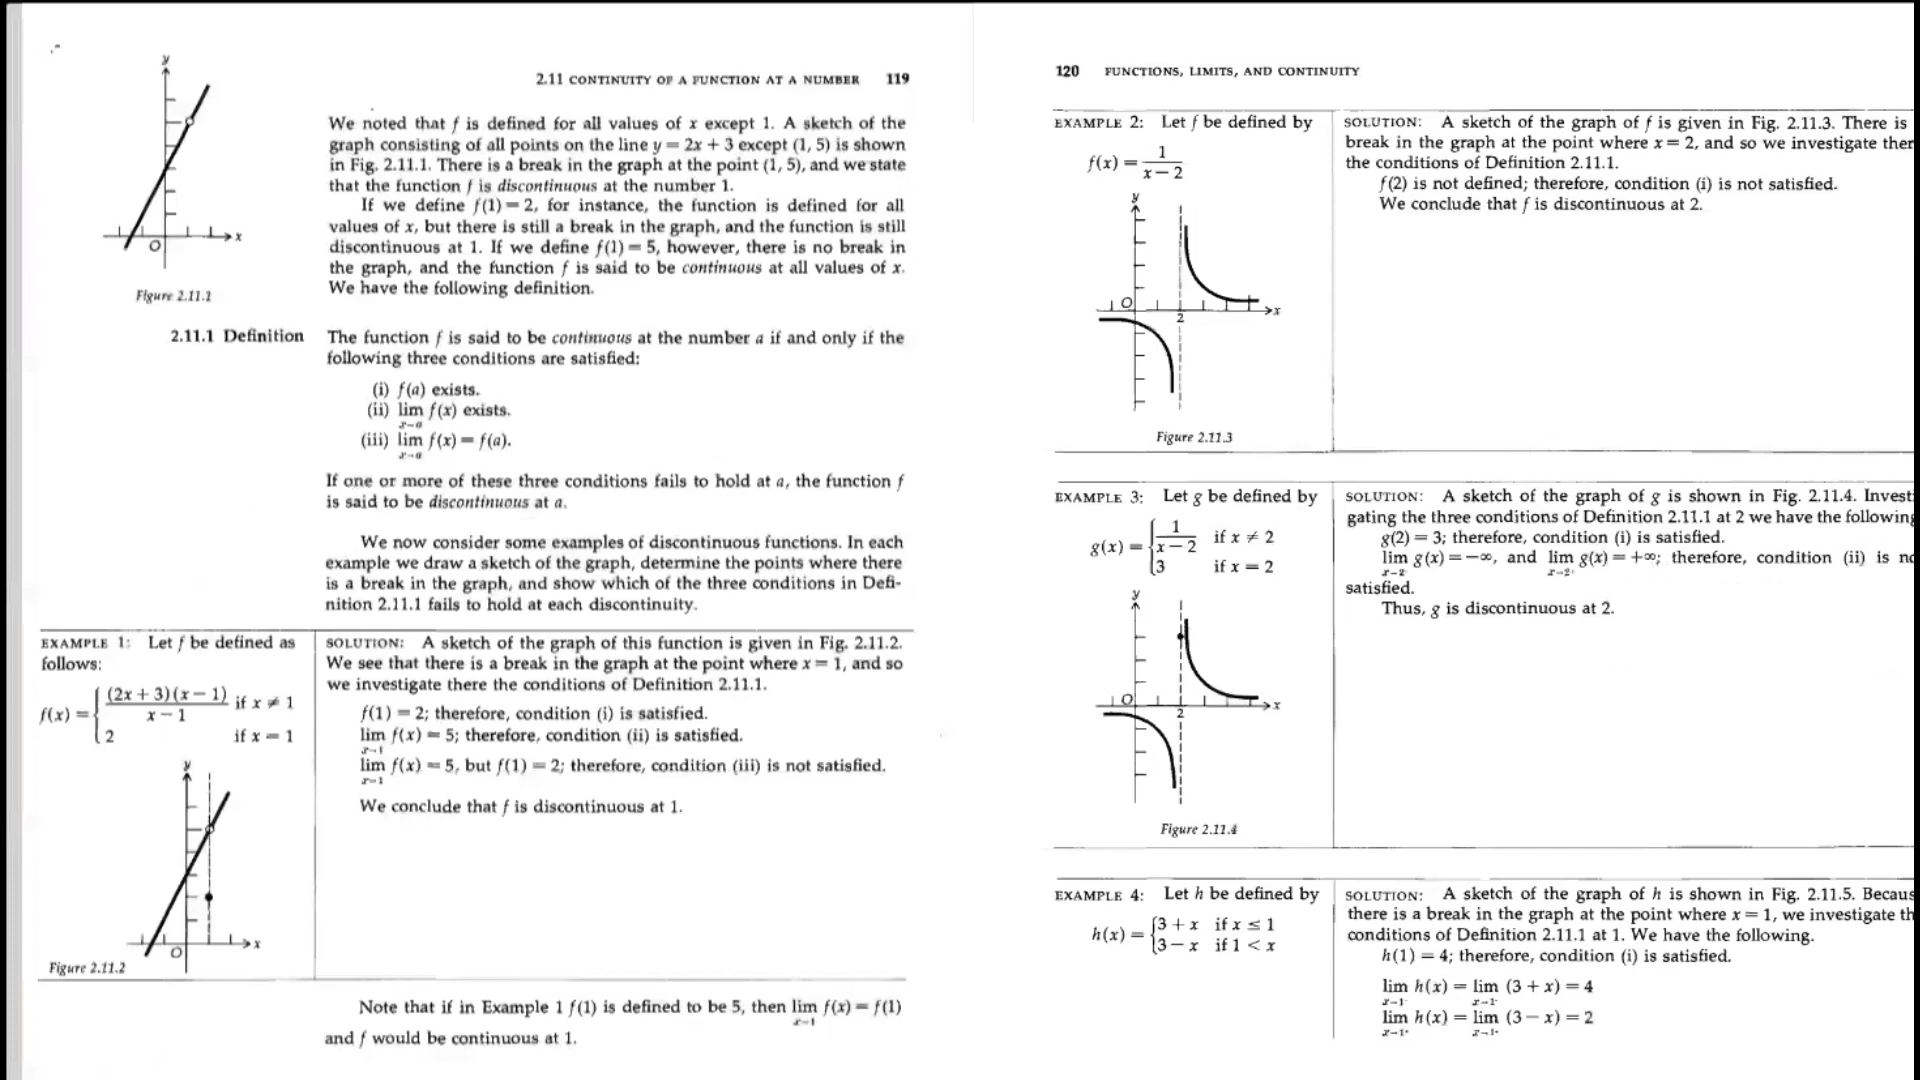 2.11 CONTINUITY OF A FUNCTION AT A NUMBER 119
y
x
O
Figure 2.11.1
We noted that f is defined for all values of x except 1. A sketch of the
graph consisting of all points on the line y = 2x + 3 except (1, 5) is shown
in Fig. 2.11.1. There is a break in the graph at the point (1, 5), and we state
that the function f is discontinuous at the number 1.
If we define f(1) = 2, for instance, the function is defined for all
values of x, but there is still a break in the graph, and the function is still
discontinuous at 1. If we define f(1) = 5, however, there is no break in
the graph, and the function f is said to be continuous at all values of x.
We have the following definition.
2.11.1 Definition The function f is said to be continuous at the number a if and only if the
following three conditions are satisfied:
(i) f(a) exists.
(ii) lim f(x) exists.
x→a
(iii) lim f(x) = f(a).
x→a
If one or more of these three conditions fails to hold at a, the function f
is said to be discontinuous at a.
We now consider some examples of discontinuous functions. In each
example we draw a sketch of the graph, determine the points where there
is a break in the graph, and show which of the three conditions in Defi-
nition 2.11.1 fails to hold at each discontinuity.
EXAMPLE 1: Let f be defined as
follows:
f(x) = { (2x + 3)(x − 1) / x − 1 if x ≠ 1
2 if x = 1
y
x
O
Figure 2.11.2
SOLUTION: A sketch of the graph of this function is given in Fig. 2.11.2.
We see that there is a break in the graph at the point where x = 1, and so
we investigate there the conditions of Definition 2.11.1.
f(1) = 2; therefore, condition (i) is satisfied.
lim f(x) = 5; therefore, condition (ii) is satisfied.
x→1
lim f(x) = 5, but f(1) = 2; therefore, condition (iii) is not satisfied.
x→1
We conclude that f is discontinuous at 1.
Note that if in Example 1 f(1) is defined to be 5, then lim f(x) = f(1)
x→1
and f would be continuous at 1.
120 FUNCTIONS, LIMITS, AND CONTINUITY
EXAMPLE 2: Let f be defined by
f(x) = 1 / x − 2
y
O
2
x
Figure 2.11.3
SOLUTION: A sketch of the graph of f is given in Fig. 2.11.3. There is
break in the graph at the point where x = 2, and so we investigate ther
the conditions of Definition 2.11.1.
f(2) is not defined; therefore, condition (i) is not satisfied.
We conclude that f is discontinuous at 2.
EXAMPLE 3: Let g be defined by
g(x) = { 1 / x − 2 if x ≠ 2
3 if x = 2
y
O
2
x
Figure 2.11.4
SOLUTION: A sketch of the graph of g is shown in Fig. 2.11.4. Invest
gating the three conditions of Definition 2.11.1 at 2 we have the following
g(2) = 3; therefore, condition (i) is satisfied.
lim g(x) = −∞, and lim g(x) = +∞; therefore, condition (ii) is no
x→2⁻ x→2⁺
satisfied.
Thus, g is discontinuous at 2.
EXAMPLE 4: Let h be defined by
h(x) = { 3 + x if x ≤ 1
3 − x if 1 < x
SOLUTION: A sketch of the graph of h is shown in Fig. 2.11.5. Becaus
there is a break in the graph at the point where x = 1, we investigate th
conditions of Definition 2.11.1 at 1. We have the following.
h(1) = 4; therefore, condition (i) is satisfied.
lim h(x) = lim (3 + x) = 4
x→1⁻ x→1⁻
lim h(x) = lim (3 − x) = 2
x→1⁺ x→1⁺